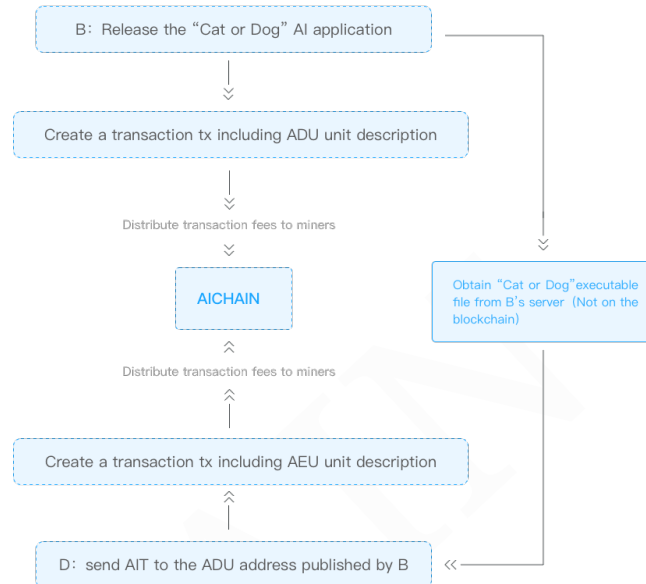 B: Release the “Cat or Dog” AI application
Create a transaction tx including ADU unit description
Distribute transaction fees to miners
AICHAIN
Obtain “Cat or Dog”executable
file from B's server (Not on the
blockchain)
Distribute transaction fees to miners
Create a transaction tx including AEU unit description
D: send AIT to the ADU address published by B